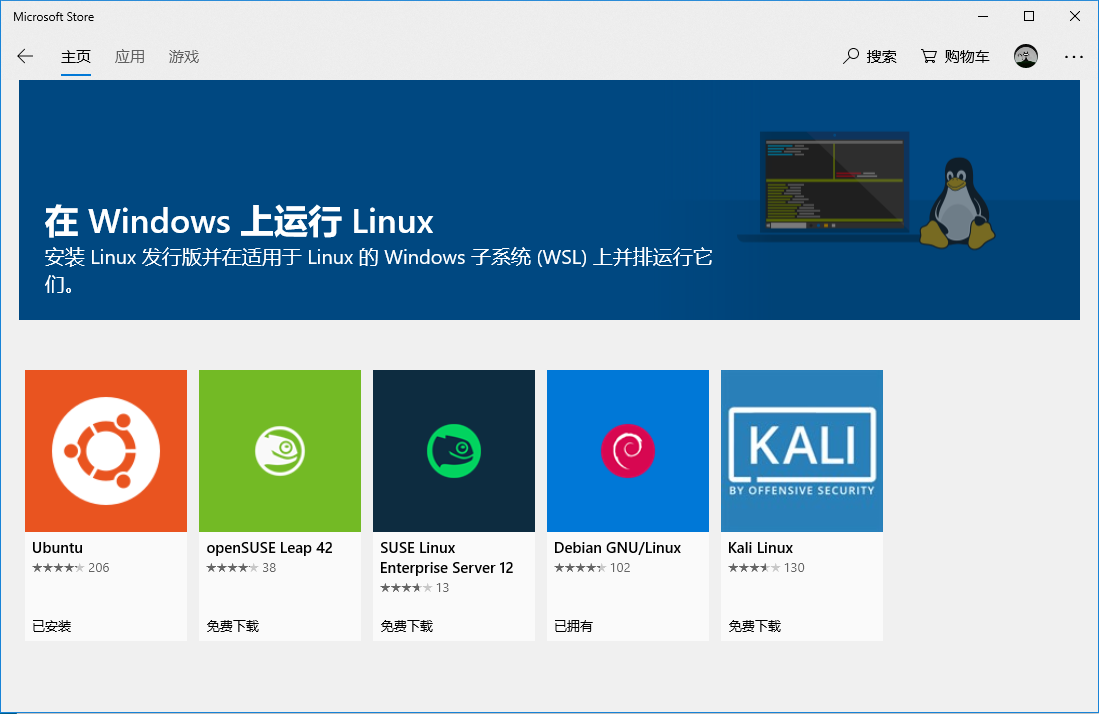 Microsoft Store
主页 应用 游戏 搜索 购物车
在 Windows 上运行 Linux
安装 Linux 发行版并在适用于 Linux 的 Windows 子系统 (WSL) 上并排运行它
们。
KALI
BY OFFENSIVE SECURITY
Ubuntu
206
已安装
openSUSE Leap 42
38
免费下载
SUSE Linux
Enterprise Server 12
13
免费下载
Debian GNU/Linux
102
已拥有
Kali Linux
130
免费下载